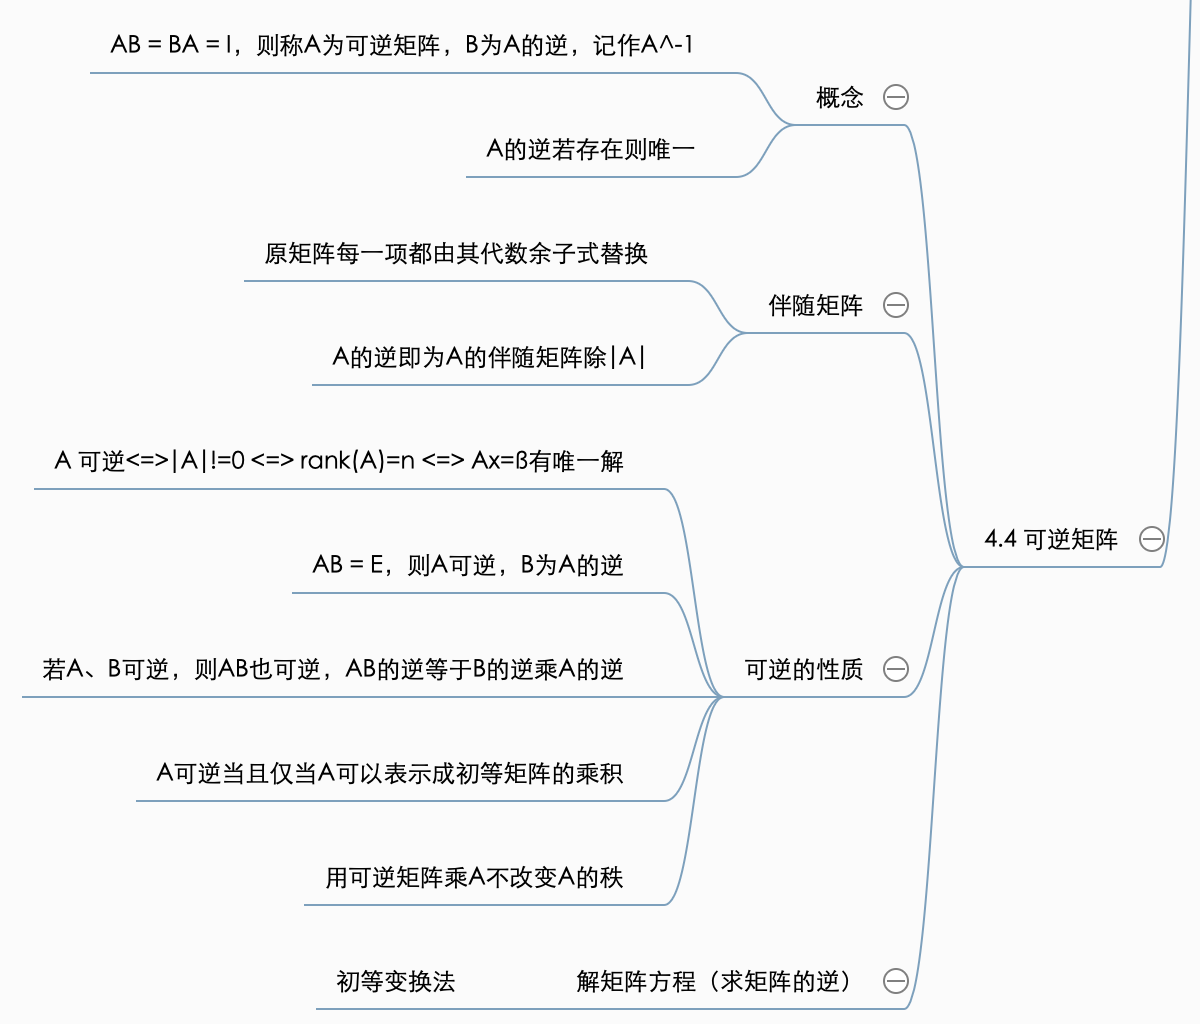 AB = BA = I，则称A为可逆矩阵，B为A的逆，记作A^-1
概念
A的逆若存在则唯一
原矩阵每一项都由其代数余子式替换
伴随矩阵
A的逆即为A的伴随矩阵除|A|
A 可逆<=>|A|!=0 <=> rank(A)=n <=> Ax=ß有唯一解
4.4 可逆矩阵
AB = E，则A可逆，B为A的逆
若A、B可逆，则AB也可逆，AB的逆等于B的逆乘A的逆
可逆的性质
A可逆当且仅当A可以表示成初等矩阵的乘积
用可逆矩阵乘A不改变A的秩
初等变换法
解矩阵方程（求矩阵的逆）